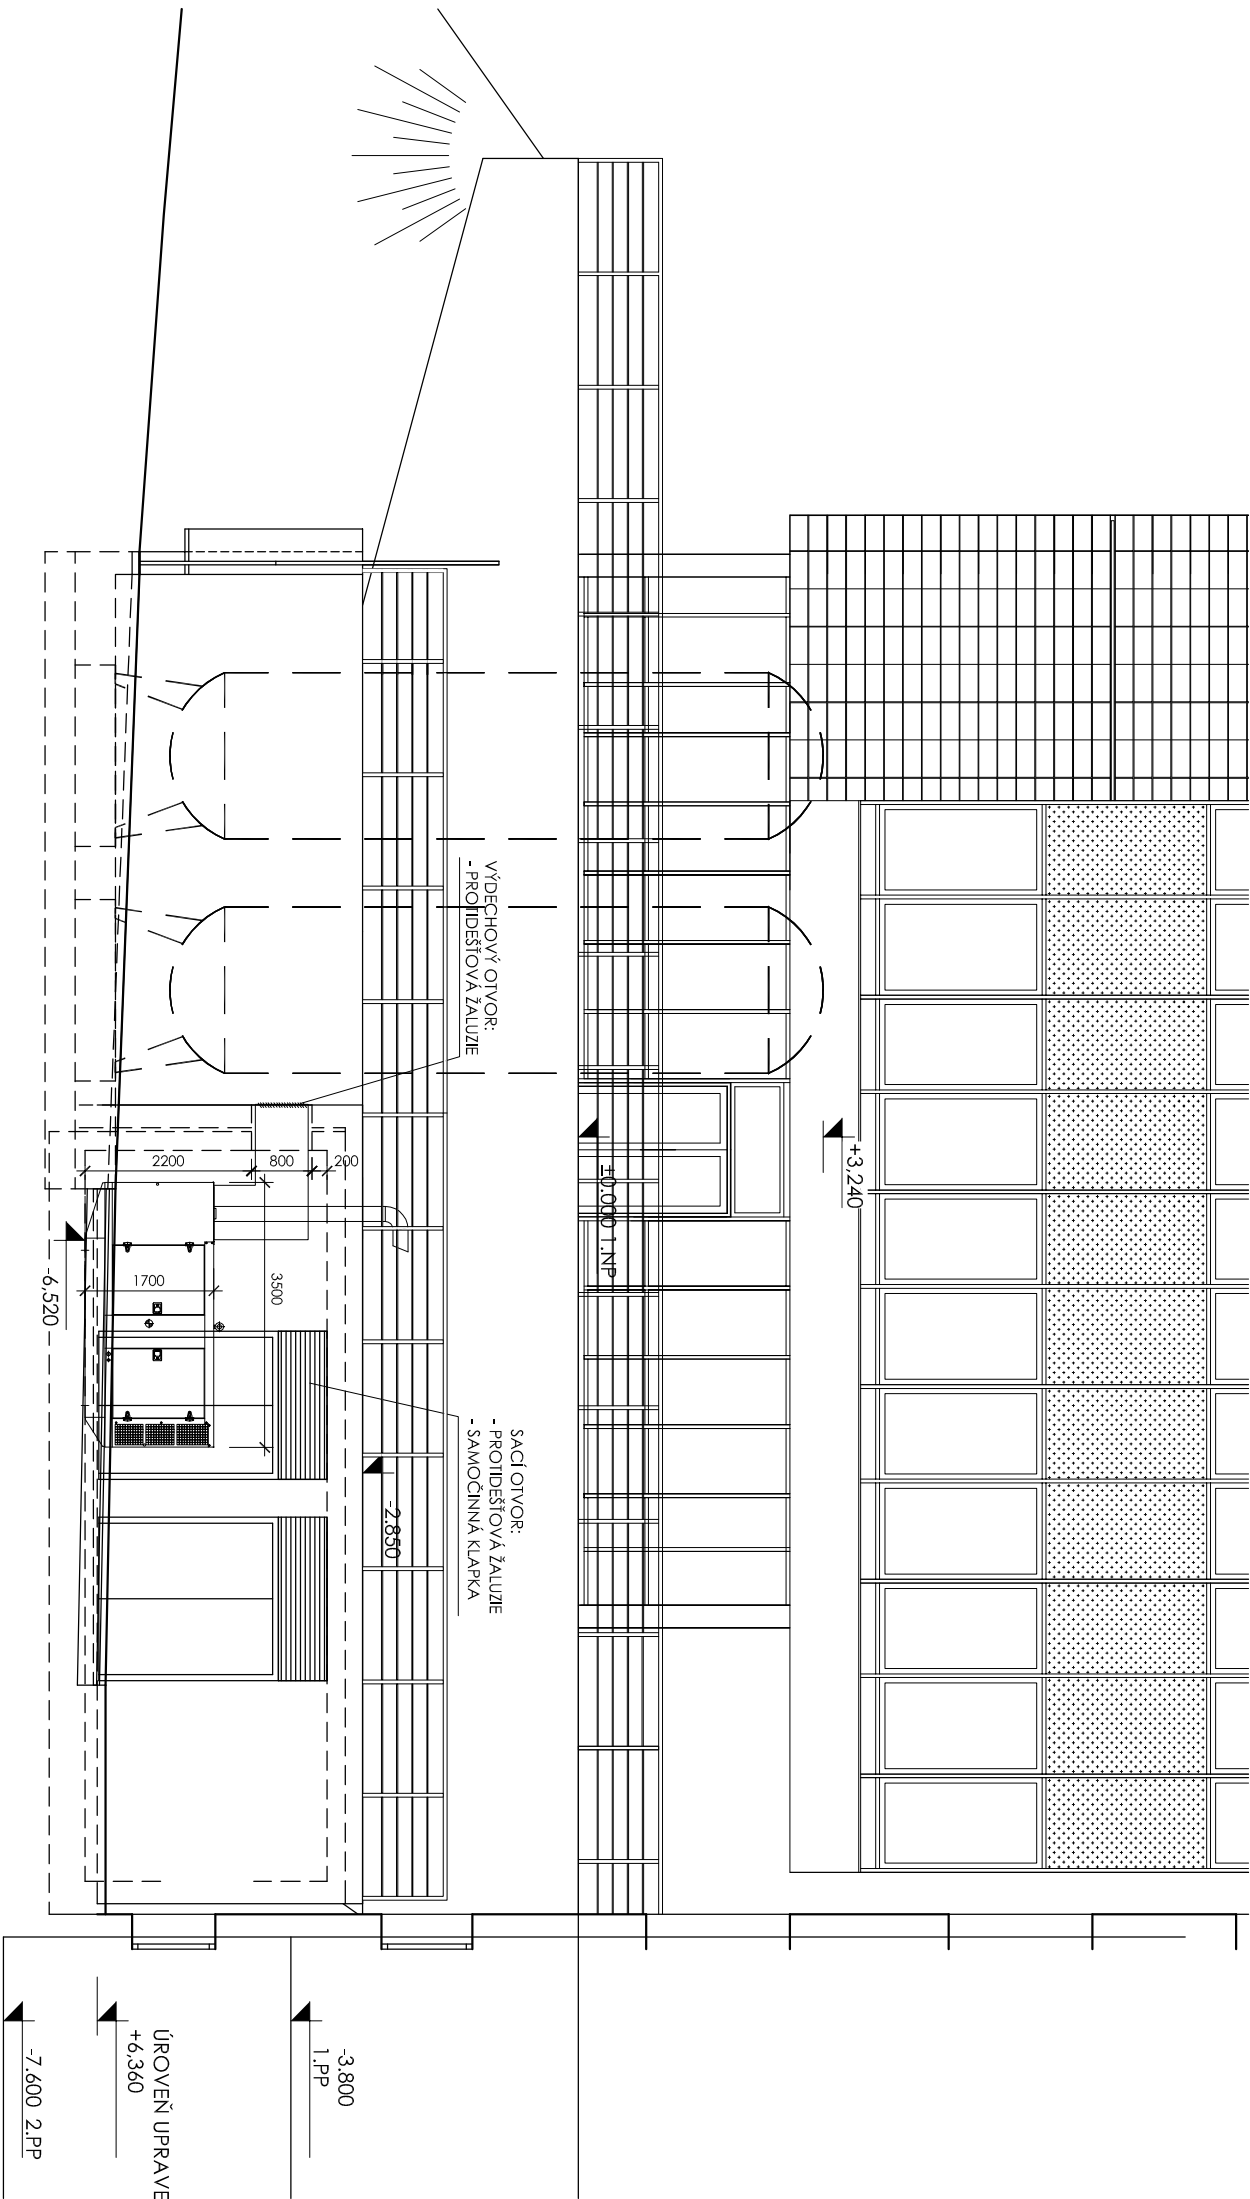 +3,240
±0.000 1.NP
VÝDECHOVÝ OTVOR:
- PROTIDEŠŤOVÁ ŽALUZIE
SACÍ OTVOR:
- PROTIDEŠŤOVÁ ŽALUZIE
- SAMOČINNÁ KLAPKA
-2.850
2200
800
200
3500
1700
-6,520
-3.800
1.PP
ÚROVEŇ UPRAVE
+6,360
-7.600 2.PP